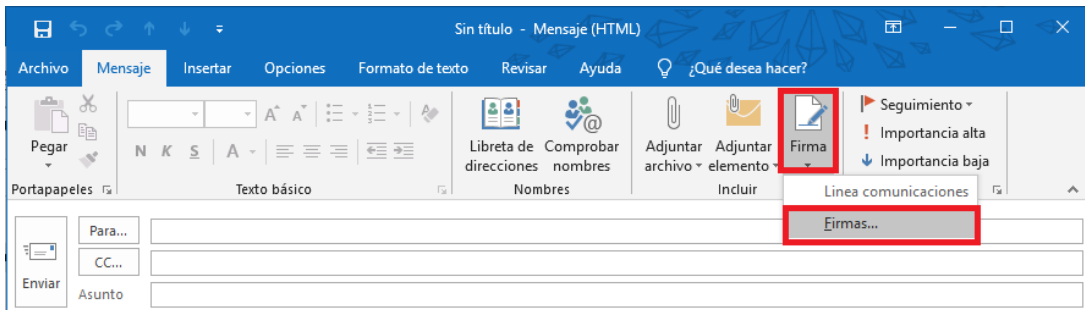 Sin título - Mensaje (HTML)
Archivo Mensaje Insertar Opciones Formato de texto Revisar Ayuda ¿Qué desea hacer?
Pegar
N K S A A A
Libreta de direcciones
Comprobar nombres
@
Adjuntar archivo
Adjuntar elemento
Firma
Seguimiento
Importancia alta
Importancia baja
Portapapeles Texto básico Nombres Incluir
Linea comunicaciones
Firmas...
Enviar
Para...
CC...
Asunto